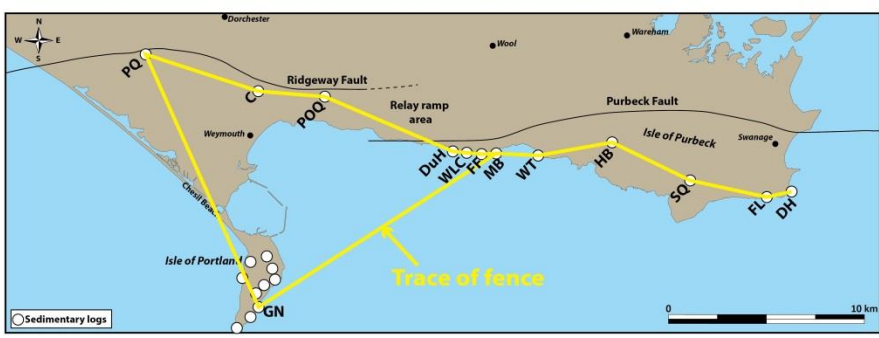 N
W E
S
Dorchester
Wool
Wareham
PQ
C
POQ
Ridgeway Fault
Relay ramp
area
Purbeck Fault
Isle of Purbeck
Swanage
Weymouth
DuH
WLC
FF
MB
WT
HB
SQ
FL
DH
Chesil Beach
Isle of Portland
Trace of fence
GN
Sedimentary logs
0 10 km